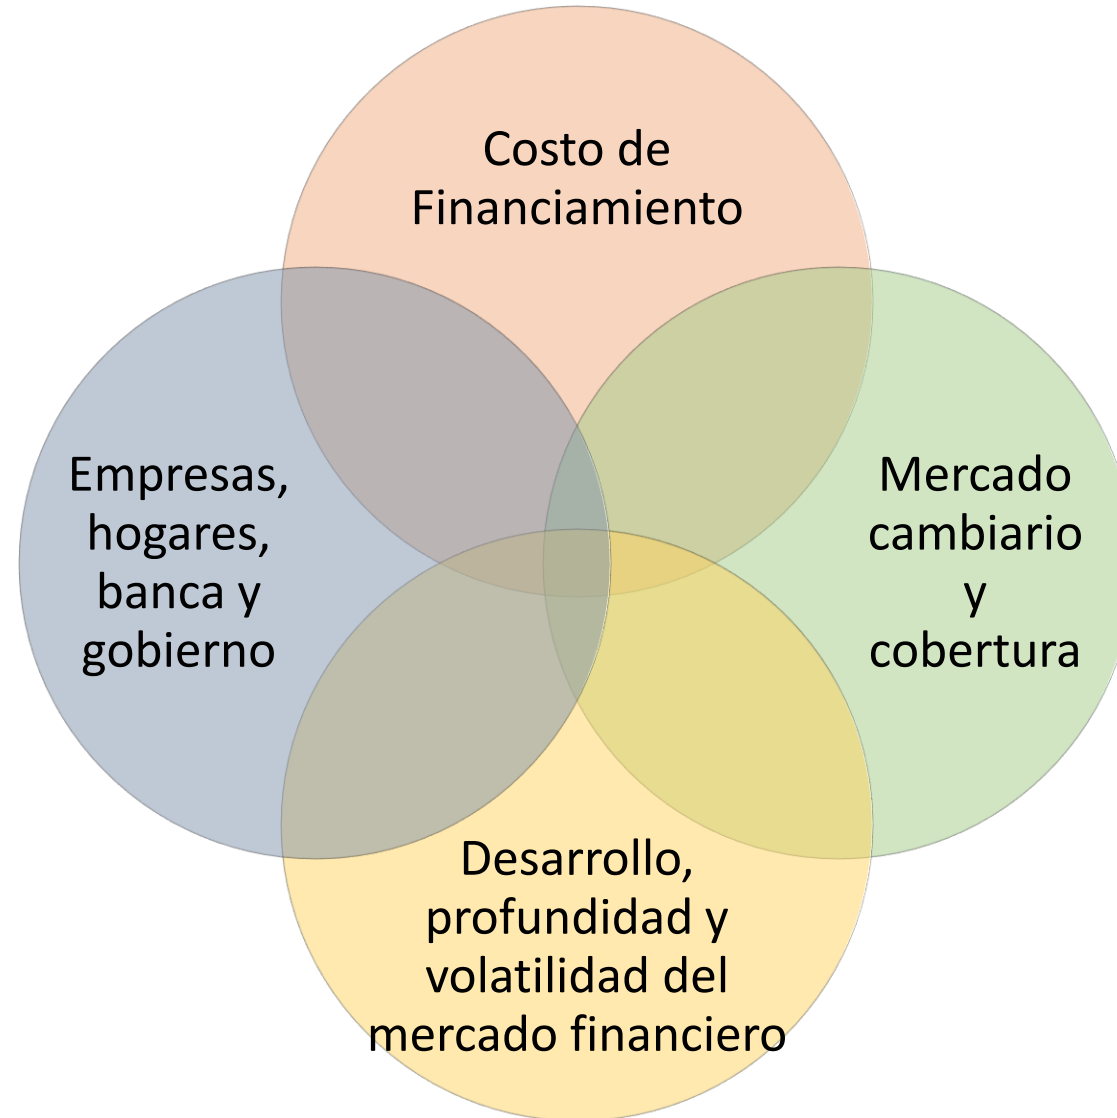 Costo de
Financiamiento
Empresas,
hogares,
banca y
gobierno
Mercado
cambiario
y
cobertura
Desarrollo,
profundidad y
volatilidad del
mercado financiero